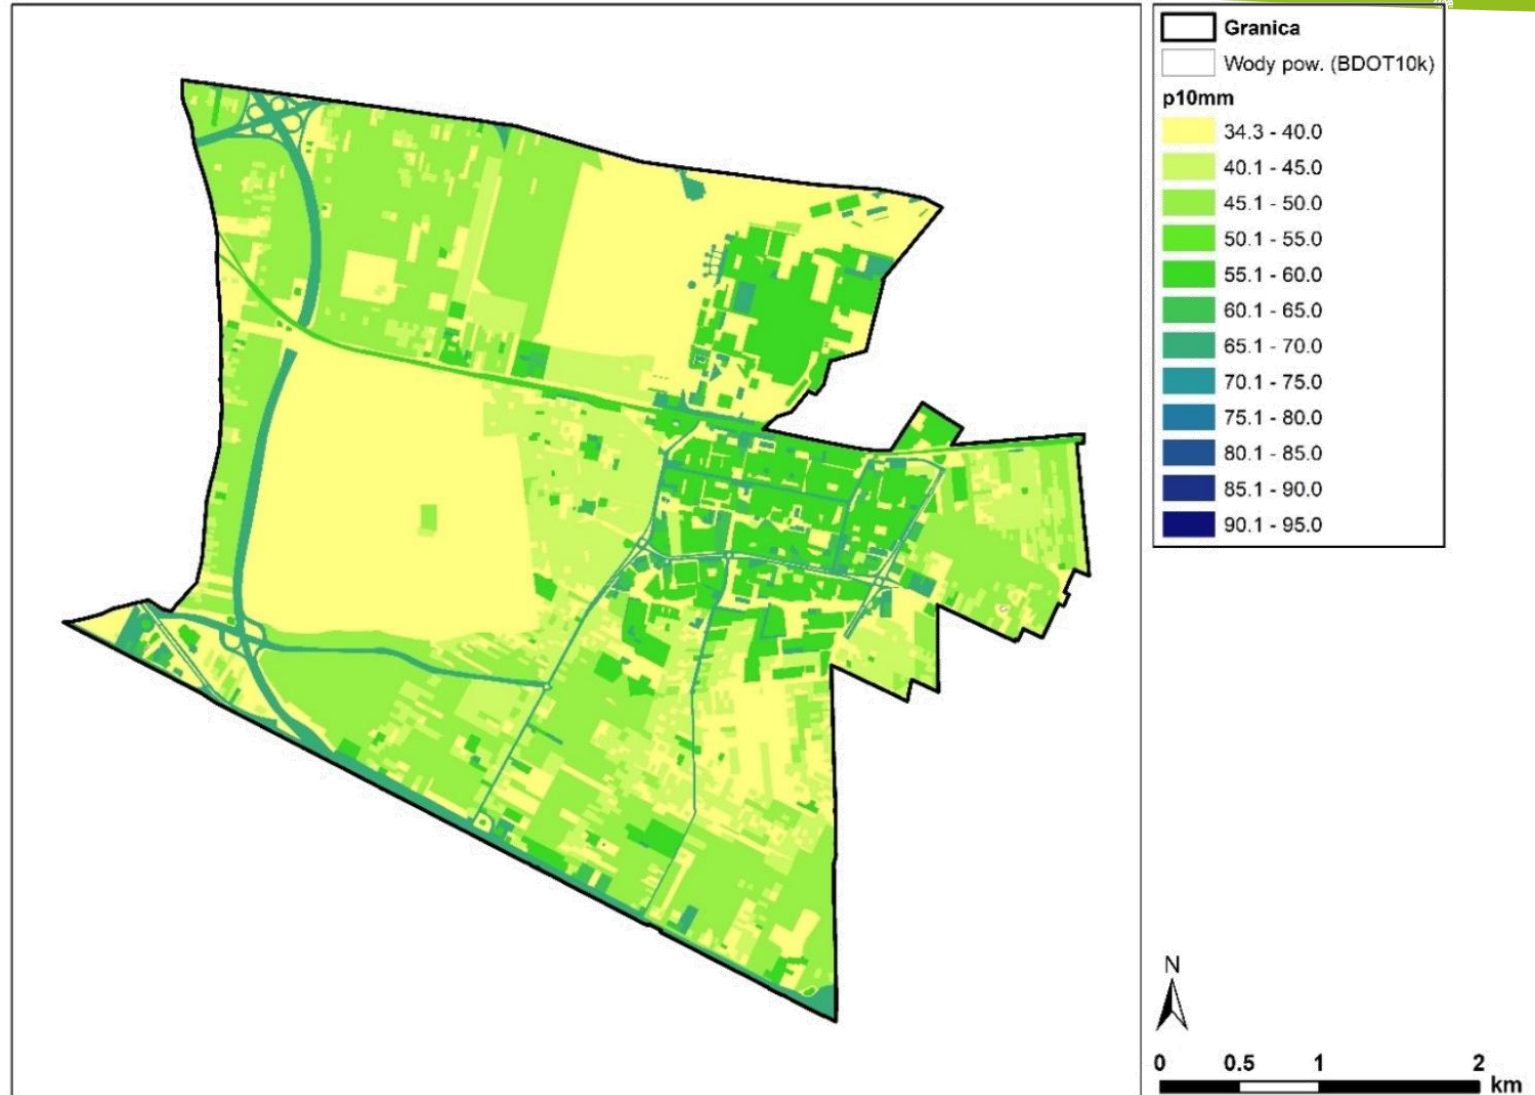 Granica
Wody pow. (BDOT10k)
p10mm
34.3 - 40.0
40.1 - 45.0
45.1 - 50.0
50.1 - 55.0
55.1 - 60.0
60.1 - 65.0
65.1 - 70.0
70.1 - 75.0
75.1 - 80.0
80.1 - 85.0
85.1 - 90.0
90.1 - 95.0
N
0 0.5 1 2 km